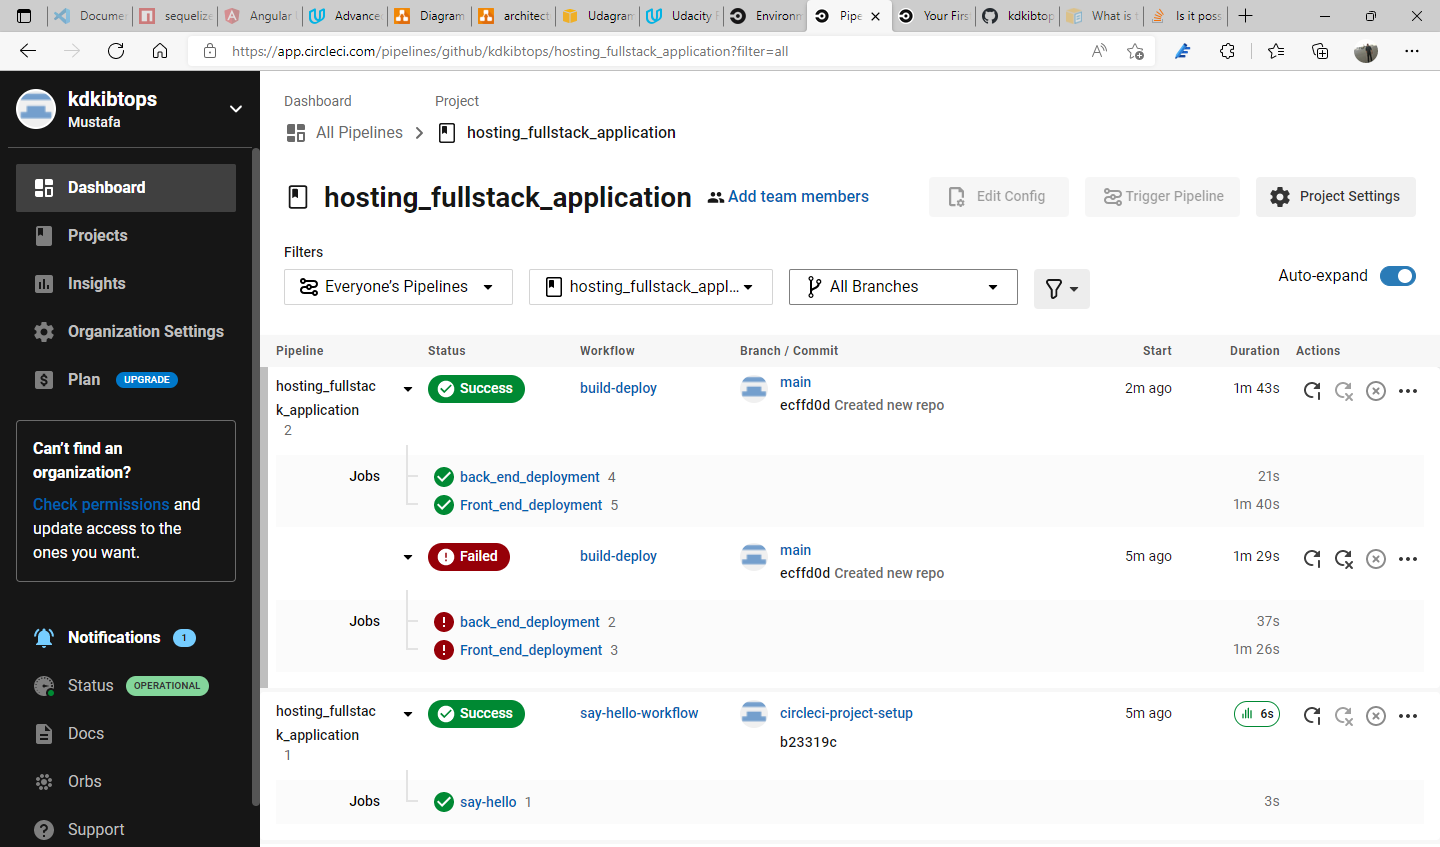 Documen
sequelize
Angular
Advance
Diagram
architect
Udagram
Udacity
Environm
Pipe
Your Firs
kdkibtop
What is t
Is it poss
https://app.circleci.com/pipelines/github/kdkibtops/hosting_fullstack_application?filter=all
kdkibtops
Mustafa
Dashboard
Projects
Insights
Organization Settings
Plan UPGRADE
Can't find an
organization?
Check permissions and
update access to the
ones you want.
Notifications 1
Status OPERATIONAL
Docs
Orbs
Support
Dashboard Project
All Pipelines hosting_fullstack_application
hosting_fullstack_application Add team members Edit Config Trigger Pipeline Project Settings
Filters
Everyone's Pipelines hosting_fullstack_appl... All Branches Auto-expand
Pipeline Status Workflow Branch / Commit Start Duration Actions
hosting_fullstac Success build-deploy main 2m ago 1m 43s
k_application ecffd0d Created new repo
2
Jobs back_end_deployment 4 21s
Front_end_deployment 5 1m 40s
Failed build-deploy main 5m ago 1m 29s
ecffd0d Created new repo
Jobs back_end_deployment 2 37s
Front_end_deployment 3 1m 26s
hosting_fullstac Success say-hello-workflow circleci-project-setup 5m ago 6s
k_application b23319c
1
Jobs say-hello 1 3s